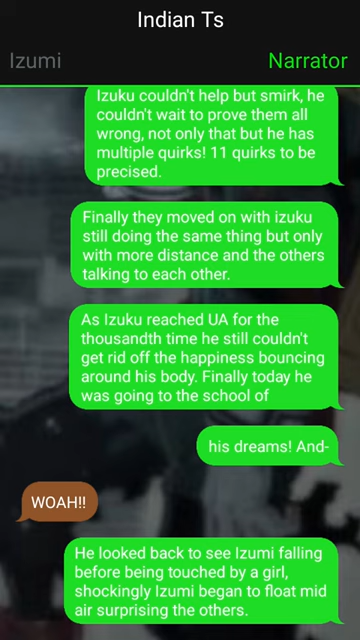 Indian Ts
Izumi
Narrator
Izuku couldn't help but smirk, he
couldn't wait to prove them all
wrong, not only that but he has
multiple quirks! 11 quirks to be
precised.
Finally they moved on with izuku
still doing the same thing but only
with more distance and the others
talking to each other.
As Izuku reached UA for the
thousandth time he still couldn't
get rid off the happiness bouncing
around his body. Finally today he
was going to the school of
his dreams! And-
WOAH!!
He looked back to see Izumi falling
before being touched by a girl,
shockingly Izumi began to float mid
air surprising the others.